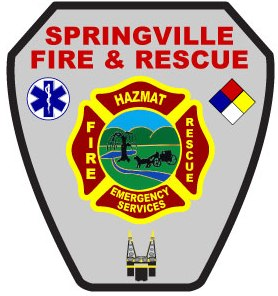 SPRINGVILLE
FIRE & RESCUE
HAZMAT
FIRE
RESCUE
EMERGENCY
SERVICES